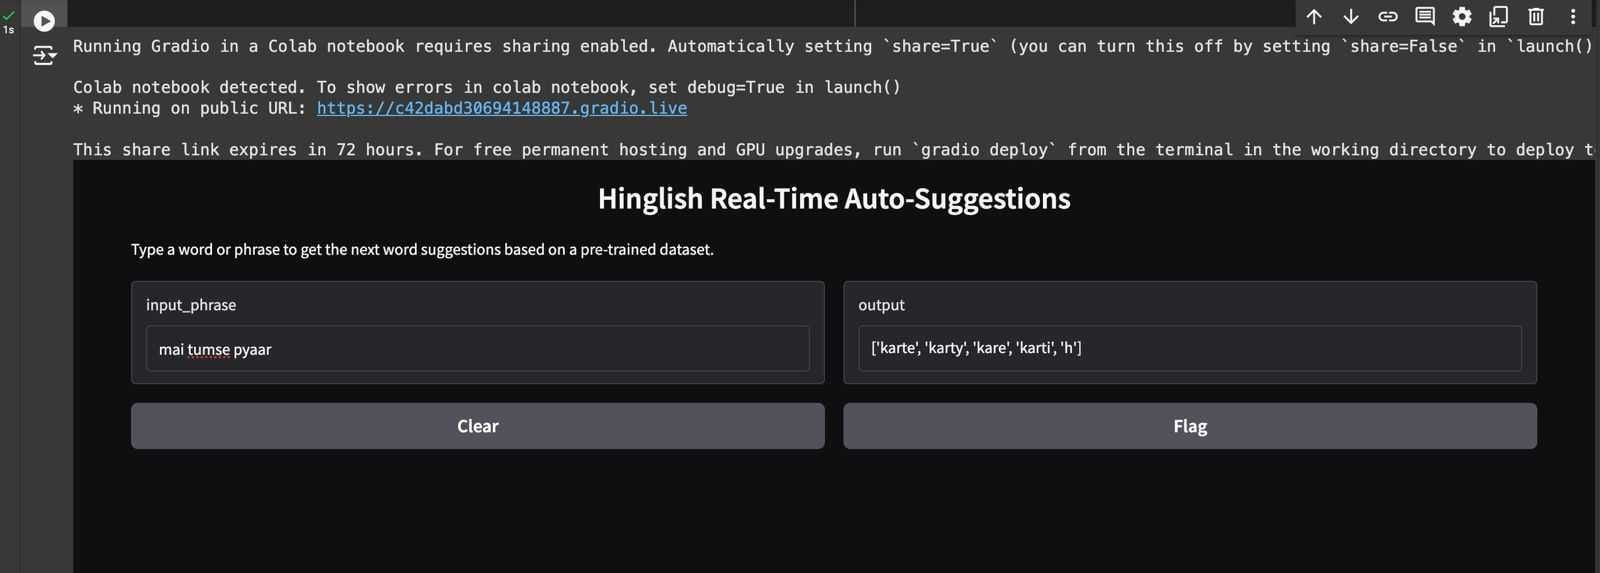 1s
Running Gradio in a Colab notebook requires sharing enabled. Automatically setting `share=True` (you can turn this off by setting `share=False` in `launch()
Colab notebook detected. To show errors in colab notebook, set debug=True in launch()
* Running on public URL: https://c42dabd30694148887.gradio.live
This share link expires in 72 hours. For free permanent hosting and GPU upgrades, run `gradio deploy` from the terminal in the working directory to deploy t
Hinglish Real-Time Auto-Suggestions
Type a word or phrase to get the next word suggestions based on a pre-trained dataset.
input_phrase
mai tumse pyaar
output
['karte', 'karty', 'kare', 'karti', 'h']
Clear
Flag